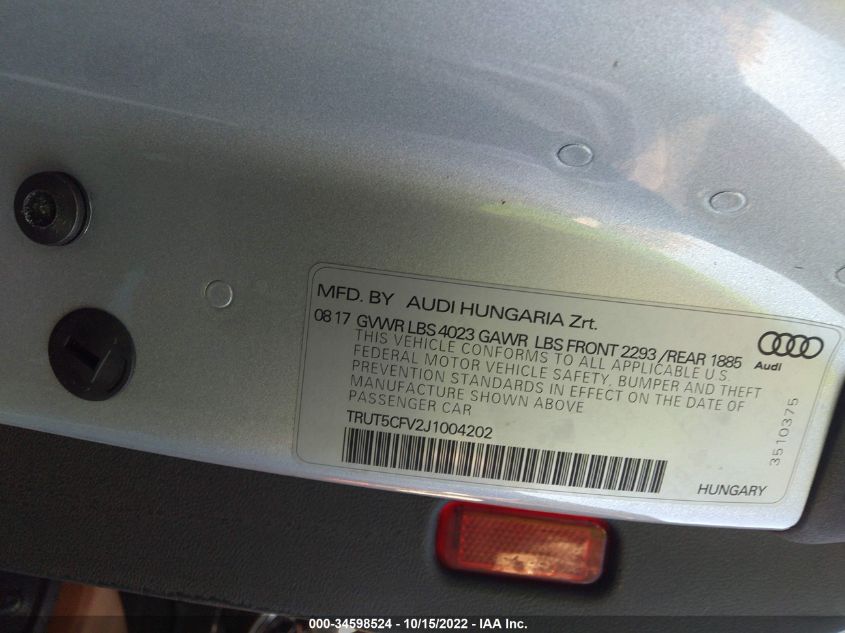 MFD. BY AUDI HUNGARIA Zrt.
08 17 GVWR LBS 4023 GAWR LBS FRONT 2293 /REAR 1885
THIS VEHICLE CONFORMS TO ALL APPLICABLE U.S.
FEDERAL MOTOR VEHICLE SAFETY, BUMPER AND THEFT
PREVENTION STANDARDS IN EFFECT ON THE DATE OF
MANUFACTURE SHOWN ABOVE
PASSENGER CAR
TRUT5CFV2J1004202
Audi
3510375
HUNGARY
000-34598524 - 10/15/2022 - IAA Inc.